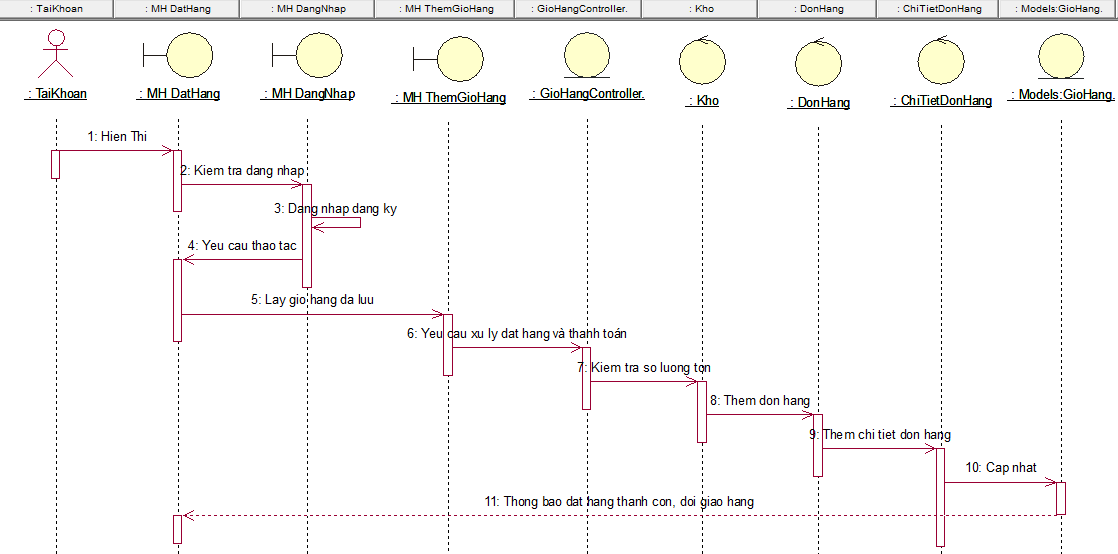 : TaiKhoan
: MH DatHang
: MH DangNhap
: MH ThemGioHang
: GioHangController.
: Kho
: DonHang
: ChiTietDonHang
: Models:GioHang.
: TaiKhoan
: MH DatHang
: MH DangNhap
: MH ThemGioHang
: GioHangController.
: Kho
: DonHang
: ChiTietDonHang
: Models:GioHang.
1: Hien Thi
2: Kiem tra dang nhap
3: Dang nhap dang ky
4: Yeu cau thao tac
5: Lay gio hang da luu
6: Yeu cau xu ly dat hang và thanh toán
7: Kiem tra so luong ton
8: Them don hang
9: Them chi tiet don hang
10: Cap nhat
11: Thong bao dat hang thanh con, doi giao hang